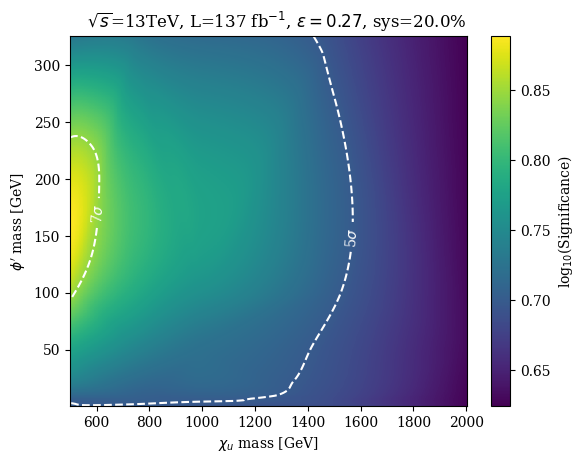 √s=13TeV, L=137 fb⁻¹, ε = 0.27, sys=20.0%
300
250
200
150
100
50
600 800 1000 1200 1400 1600 1800 2000
χᵤ mass [GeV]
φ′ mass [GeV]
7σ
5σ
0.85
0.80
0.75
0.70
0.65
log₁₀(Significance)